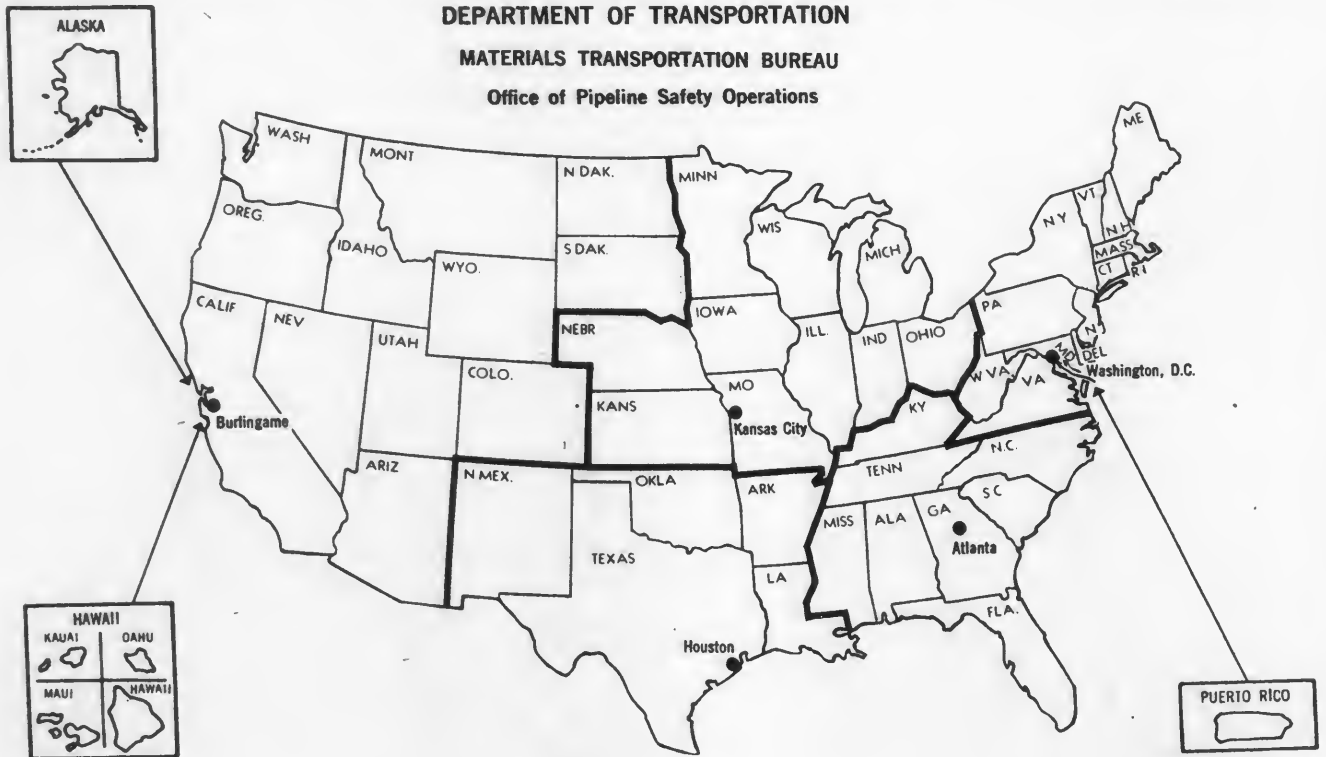 DEPARTMENT OF TRANSPORTATION
MATERIALS TRANSPORTATION BUREAU
Office of Pipeline Safety Operations
ALASKA
WASH
MONT
N DAK.
MINN
ME
OREG.
IDAHO
S DAK.
WIS
MICH
N Y
VT
N H
MASS
CT
R I
WYO.
CALIF
NEV
UTAH
NEBR
IOWA
ILL.
IND
OHIO
PA
N
DEL
MD
Washington, D.C.
COLO.
KANS
MO
W VA.
VA
KY
Burlingame
Kansas City
ARIZ
N MEX.
OKLA
ARK
TENN
N.C.
S C
MISS
ALA
GA
Atlanta
TEXAS
LA
FLA.
Houston
HAWAII
KAUAI
OAHU
MAUI
HAWAII
PUERTO RICO